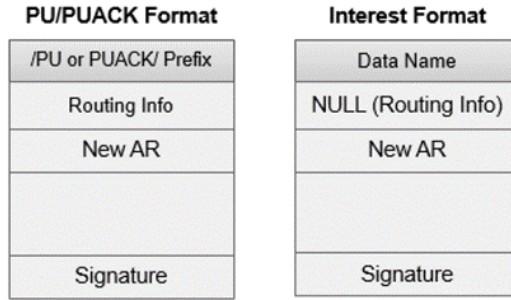 PU/PUACK Format
/PU or PUACK/ Prefix
Routing Info
New AR
Signature
Interest Format
Data Name
NULL (Routing Info)
New AR
Signature